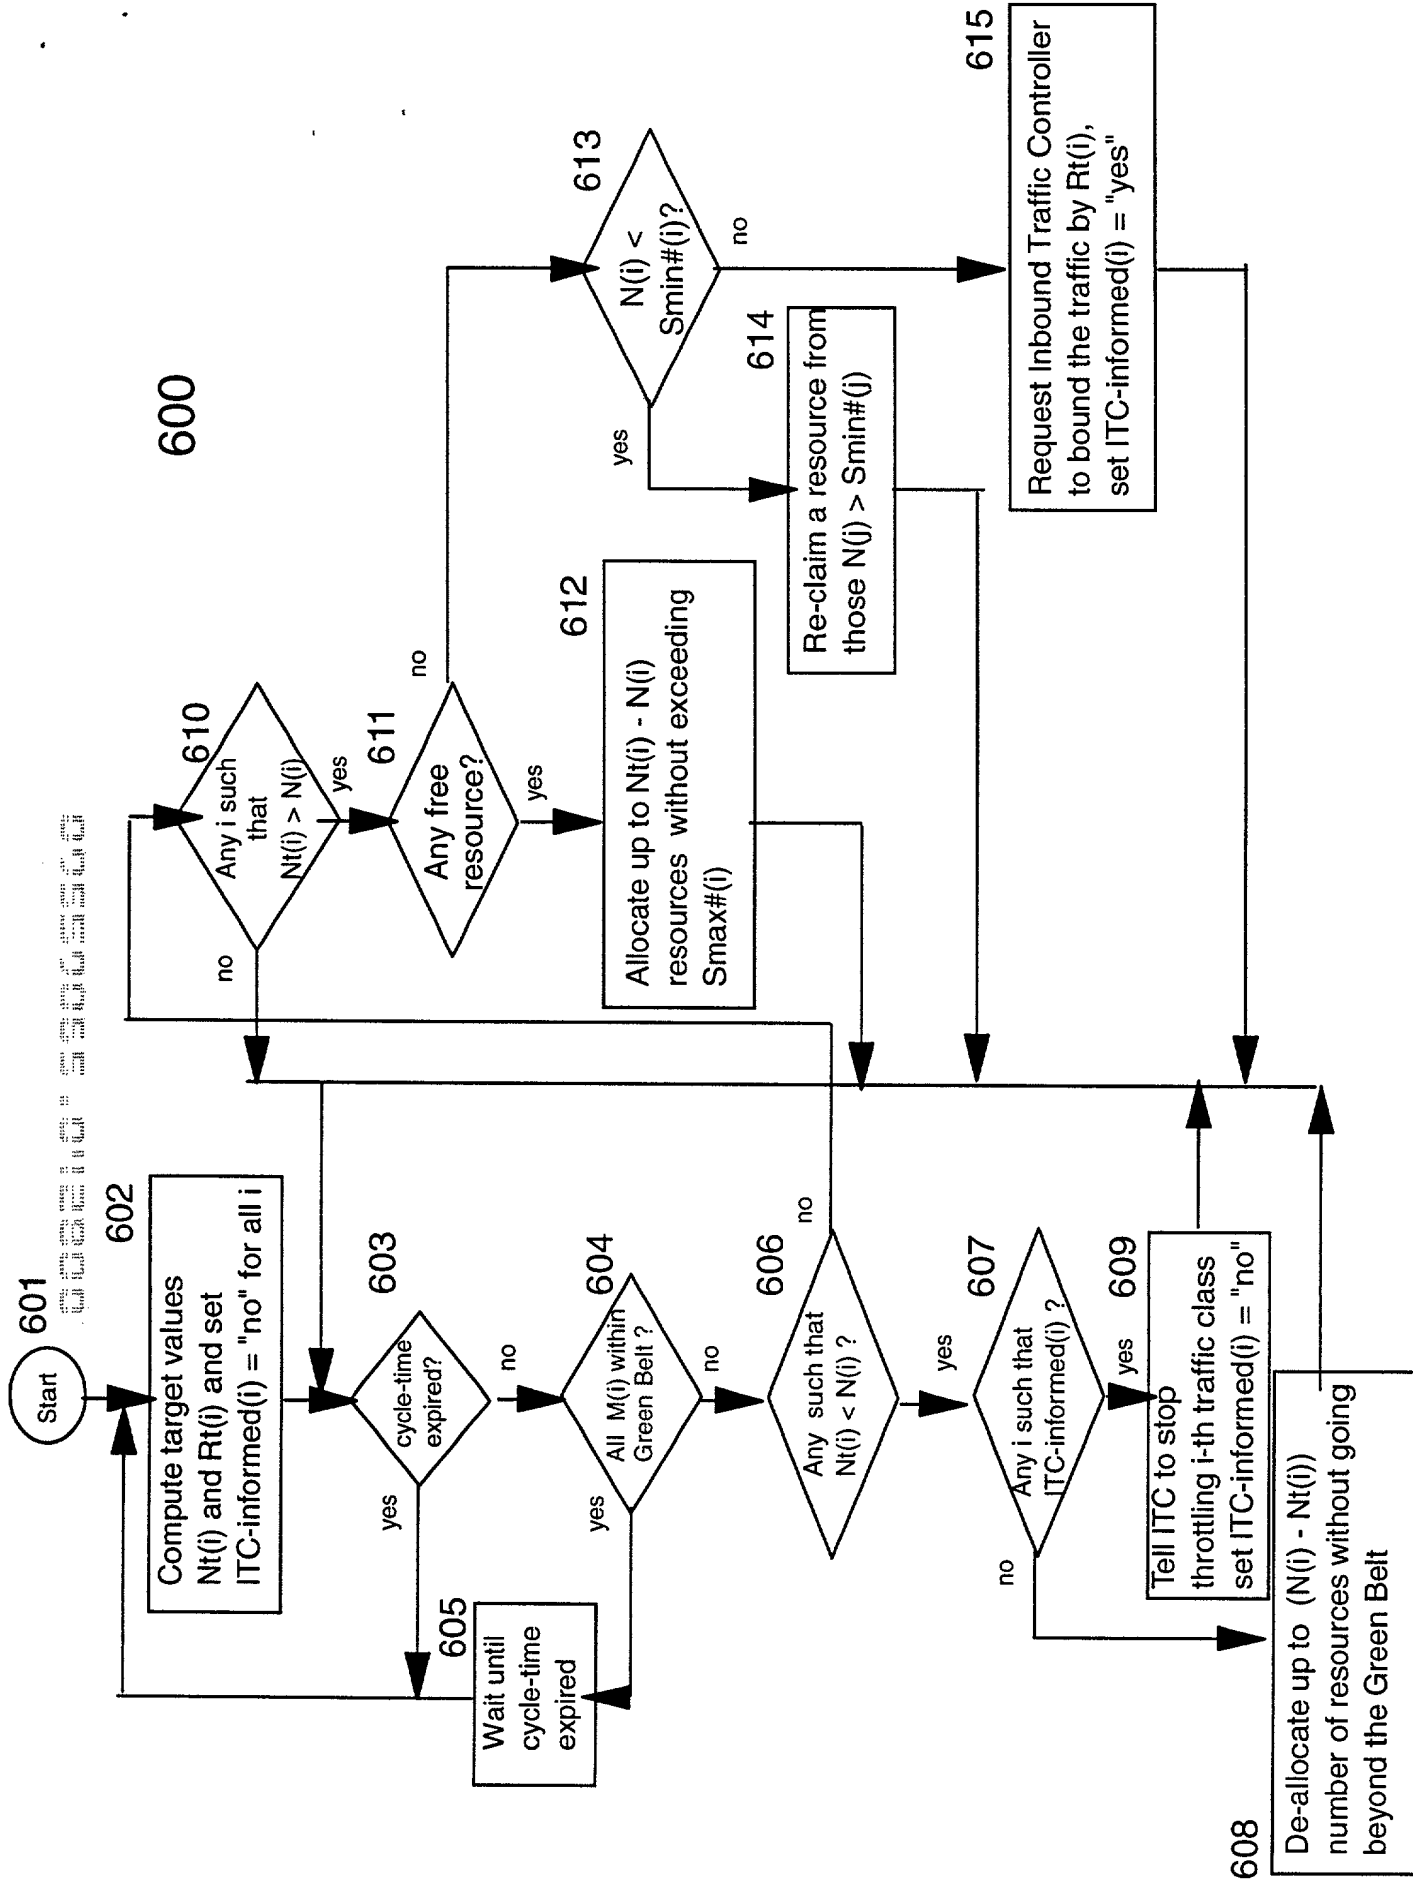 600
601
Start
602
Compute target values
Nt(i) and Rt(i) and set
ITC-informed(i) = "no" for all i
603
cycle-time
expired?
yes
no
604
All M(i) within
Green Belt ?
yes
no
605
Wait until
cycle-time
expired
606
Any such that
Nt(i) < N(i) ?
no
yes
607
Any i such that
ITC-informed(i) ?
no
yes
609
Tell ITC to stop
throttling i-th traffic class
set ITC-informed(i) = "no"
608
De-allocate up to (N(i) - Nt(i))
number of resources without going
beyond the Green Belt
610
Any i such
that
Nt(i) > N(i)
no
yes
611
Any free
resource?
no
yes
612
Allocate up to Nt(i) - N(i)
resources without exceeding
Smax#(i)
613
N(i) <
Smin#(i)?
yes
no
614
Re-claim a resource from
those N(j) > Smin#(j)
615
Request Inbound Traffic Controller
to bound the traffic by Rt(i),
set ITC-informed(i) = "yes"